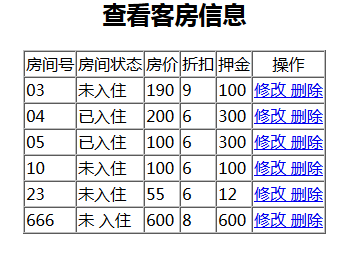 查看客房信息
房间号 房间状态 房价 折扣 押金 操作
03 未入住 190 9 100 修改 删除
04 已入住 200 6 300 修改 删除
05 已入住 100 6 300 修改 删除
10 未入住 100 6 100 修改 删除
23 未入住 55 6 12 修改 删除
666 未 入住 600 8 600 修改 删除